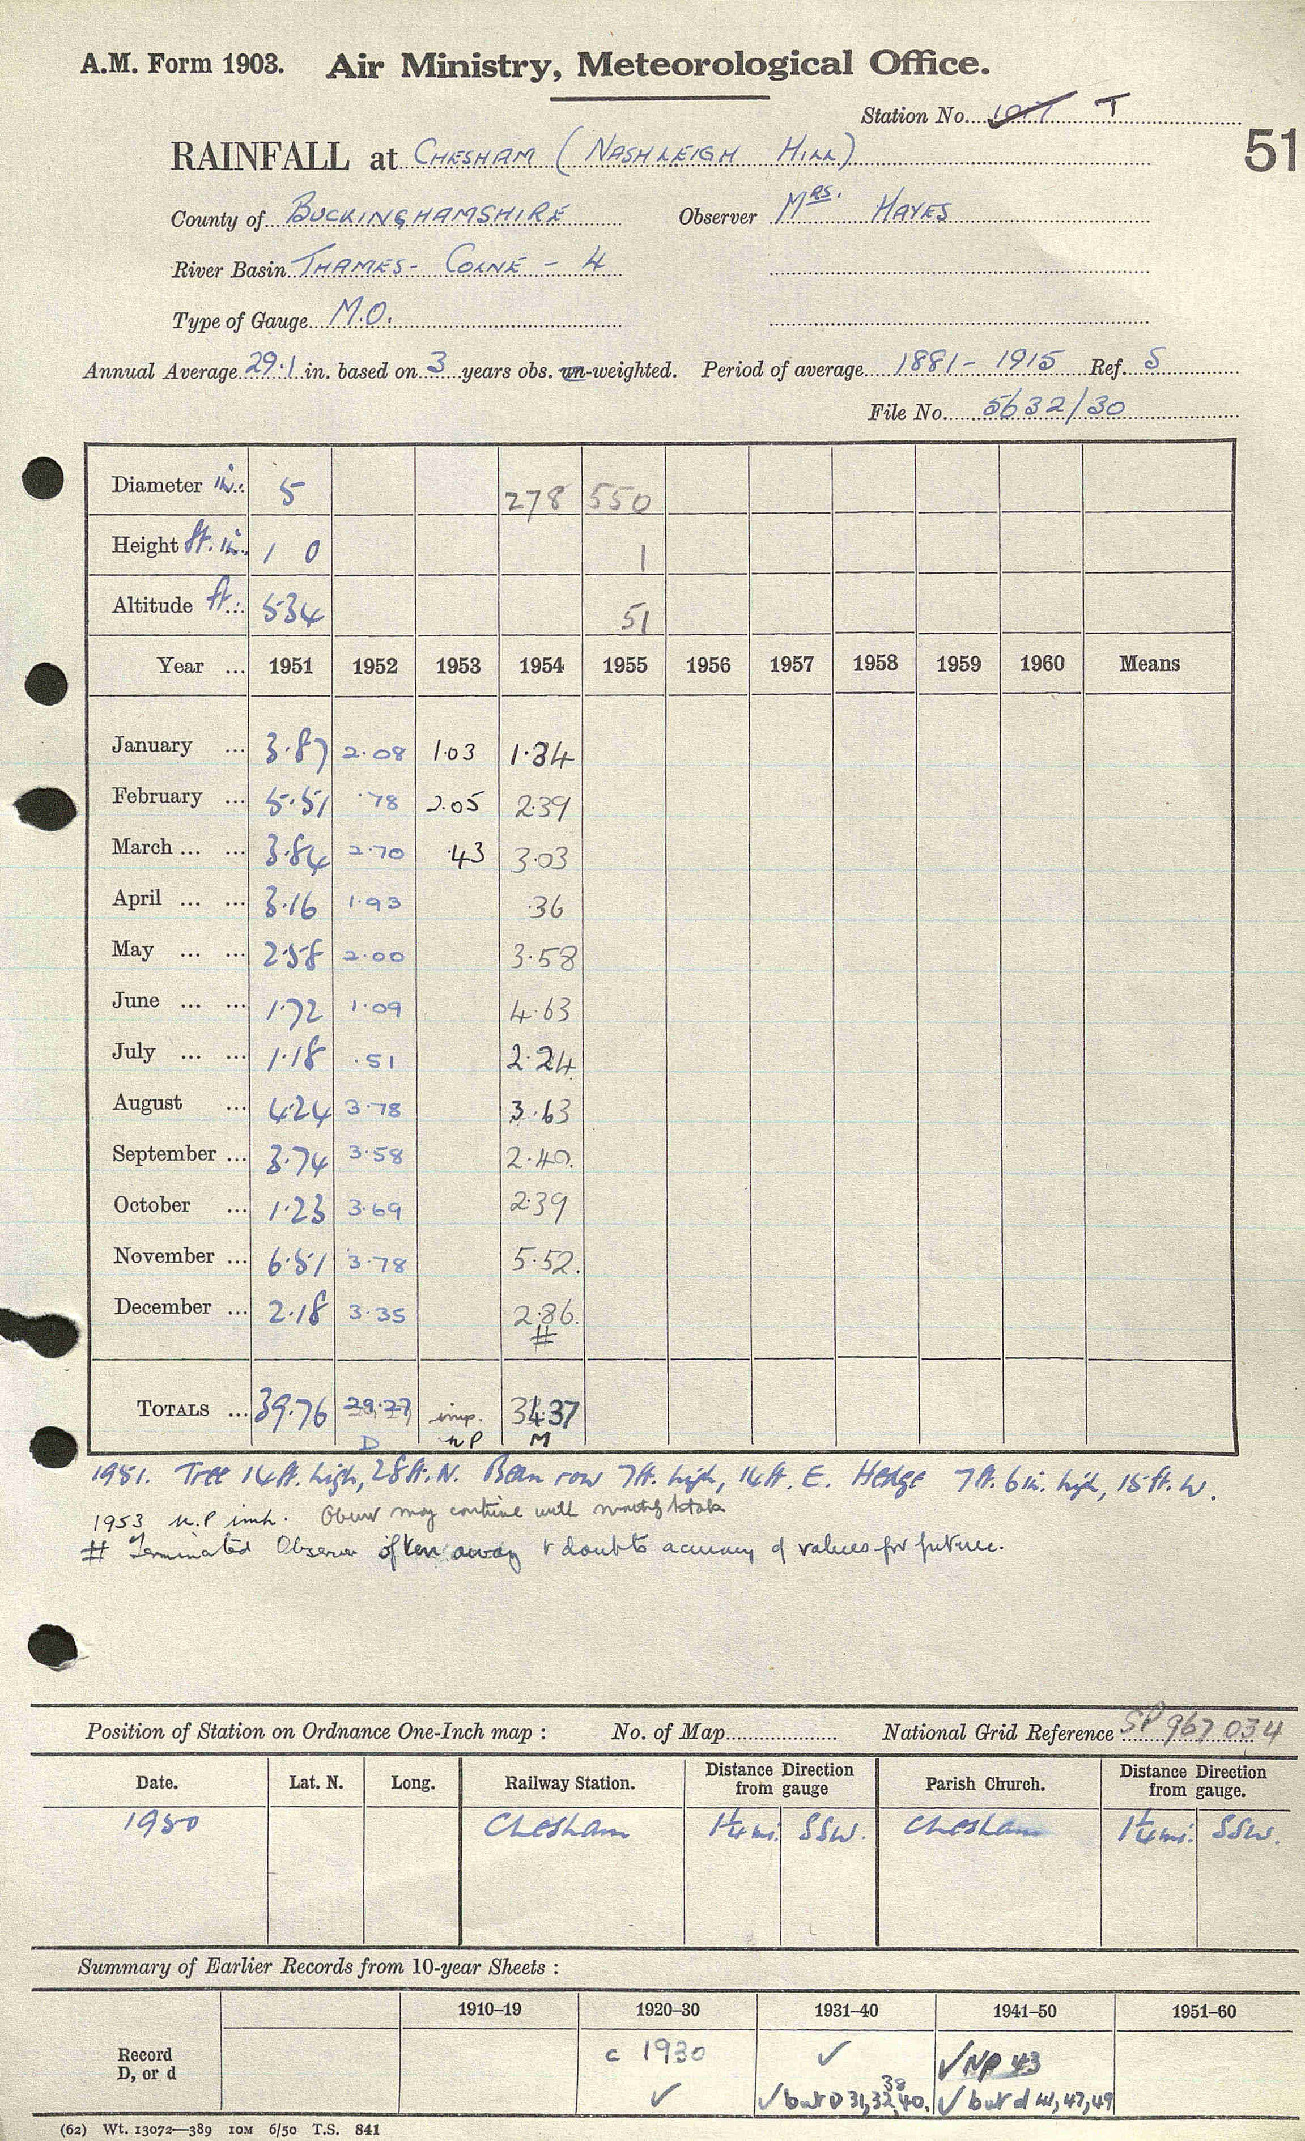 A.M. Form 1903. Air Ministry, Meteorological Office.
Station No. T
51
RAINFALL at CHESHAM (NASHLEIGH HILL)
County of BUCKINGHAMSHIRE Observer MRS. HAYES
River Basin THAMES - COLNE - 4
Type of Gauge M.O.
Annual Average 29.1 in. based on 3 years obs. un-weighted. Period of average 1881 - 1915 Ref. S
File No. 5632/30
Diameter in. 5 278 550
Height ft. in. 1 0 1
Altitude ft. 534 51
Year ... 1951 1952 1953 1954 1955 1956 1957 1958 1959 1960 Means
January ... 3.87 2.08 1.03 1.34
February ... 5.51 .78 2.05 2.39
March ... ... 3.84 2.70 .43 3.03
April ... ... 3.16 1.93 .36
May ... ... 2.58 2.00 3.58
June ... ... 1.72 1.09 4.63
July ... ... 1.18 .51 2.24
August ... 4.24 3.78 3.63
September ... 3.74 3.58 2.40
October ... 1.23 3.69 2.39
November ... 6.51 3.78 5.52
December ... 2.18 3.35 2.86
#
TOTALS ... 39.76 29.27 imp. 34.37
D NP M
1951. Tree 14ft. high, 28ft. N. Bean row 7ft. high, 14ft. E. Hedge 7ft. 6in. high, 15ft. W.
1953 N.P imp. Obsver may continue with monthly totals
# Terminated Observer often away & doubts accuracy of values for future.
Position of Station on Ordnance One-Inch map : No. of Map National Grid Reference SP 967 034
Date. Lat. N. Long. Railway Station. Distance Direction from gauge Parish Church. Distance Direction from gauge.
1950 Chesham 1¼ mi. SSW. Chesham 1¼ mi. SSW.
Summary of Earlier Records from 10-year Sheets :
1910–19 1920–30 1931–40 1941–50 1951–60
Record c 1930 ✓ ✓ NP 43
D, or d ✓ ✓ but D 31, 32, 38, 40. ✓ but d 41, 47, 49
(62) Wt. 13072—389 10M 6/50 T.S. 841